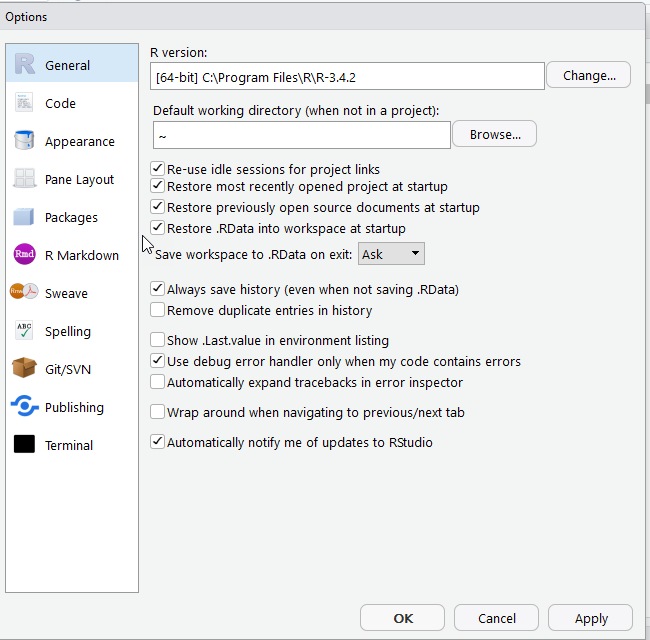 Options
General
Code
Appearance
Pane Layout
Packages
Rmd R Markdown
Rnw Sweave
ABC Spelling
Git/SVN
Publishing
Terminal
R version:
[64-bit] C:\Program Files\R\R-3.4.2
Change...
Default working directory (when not in a project):
~
Browse...
Re-use idle sessions for project links
Restore most recently opened project at startup
Restore previously open source documents at startup
Restore .RData into workspace at startup
Save workspace to .RData on exit: Ask
Always save history (even when not saving .RData)
Remove duplicate entries in history
Show .Last.value in environment listing
Use debug error handler only when my code contains errors
Automatically expand tracebacks in error inspector
Wrap around when navigating to previous/next tab
Automatically notify me of updates to RStudio
OK Cancel Apply